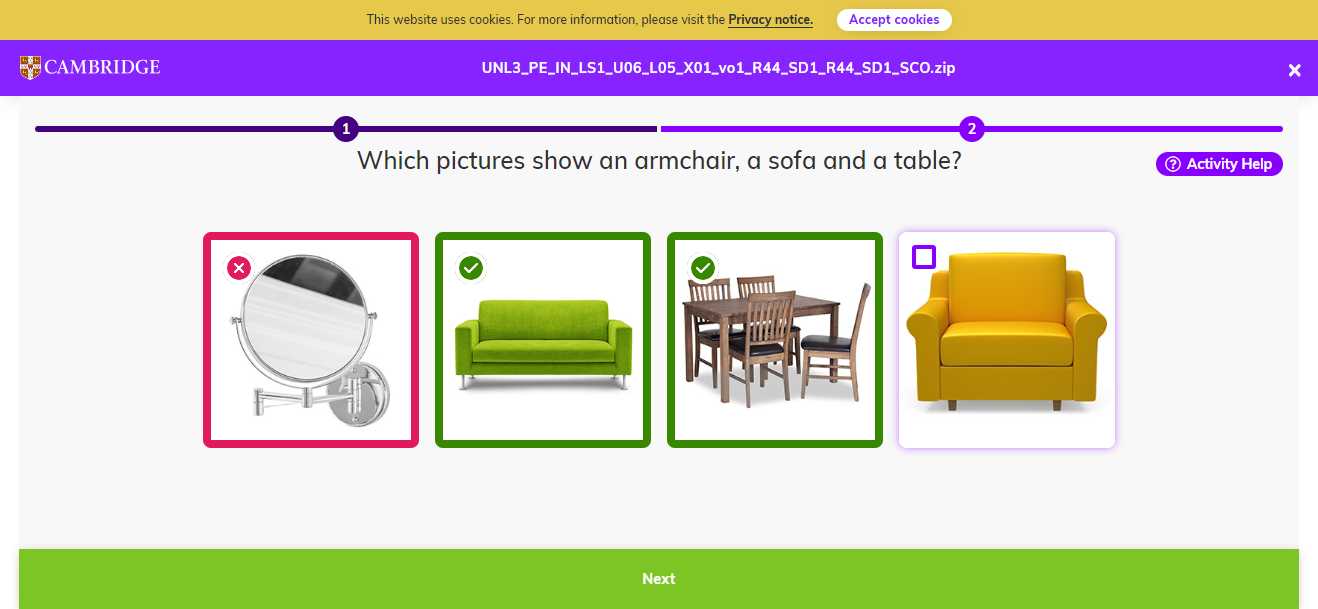 This website uses cookies. For more information, please visit the Privacy notice. Accept cookies
CAMBRIDGE UNL3_PE_IN_LS1_U06_L05_X01_vo1_R44_SD1_R44_SD1_SCO.zip
1 2
Which pictures show an armchair, a sofa and a table?
Activity Help
Next